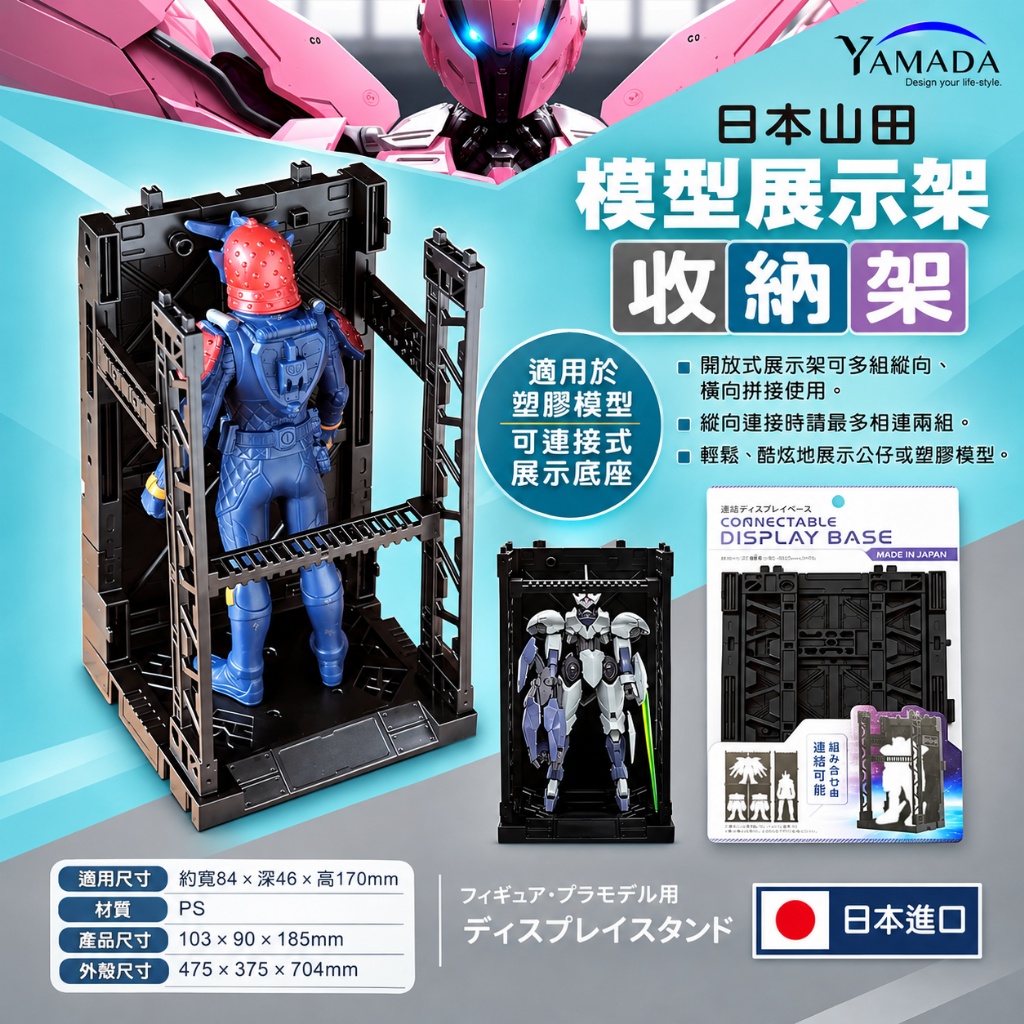 CO
CO
YAMADA
Design your life-style.
日本山田
模型展示架
收納架
適用於
塑膠模型
可連接式
展示底座
開放式展示架可多組縱向、
橫向拼接使用。
縱向連接時請最多相連兩組。
輕鬆、酷炫地展示公仔或塑膠模型。
連結ディスプレイベース
CONNECTABLE
DISPLAY BASE
MADE IN JAPAN
連結可能
適用尺寸 約寬84×深46×高170mm
材質 PS
產品尺寸 103×90×185mm
外殼尺寸 475×375×704mm
フィギュア・プラモデル用
ディスプレイスタンド
日本進口